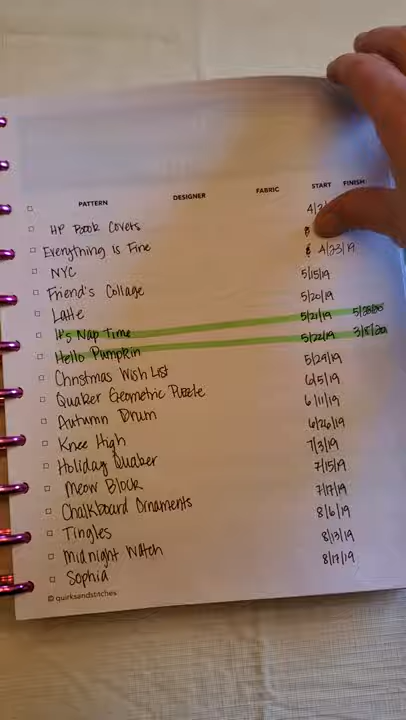 PATTERN DESIGNER FABRIC START FINISH
HP Book Covers
Everything is Fine
NYC 4/23/19
Friend's Collage 5/15/19
Latte 5/20/19
It's Nap Time 5/21/19
Hello Pumpkin 5/22/19 3/15/20
Christmas Wish List 5/29/19
Quaker Geometric Puzzle 6/5/19
Autumn Drum 6/11/19
Knee High 6/26/19
Holiday Quaker 7/3/19
Meow Block 7/15/19
Chalkboard Ornaments 7/17/19
Tingles 8/6/19
Midnight Watch 8/13/19
Sophia 8/17/19
© quirksandstitches